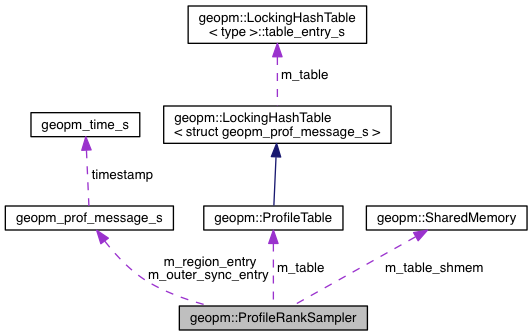 geopm::LockingHashTable
< type >::table_entry_s
m_table
geopm_time_s
geopm::LockingHashTable
< struct geopm_prof_message_s >
timestamp
geopm_prof_message_s
geopm::ProfileTable
geopm::SharedMemory
m_region_entry
m_outer_sync_entry
m_table
m_table_shmem
geopm::ProfileRankSampler